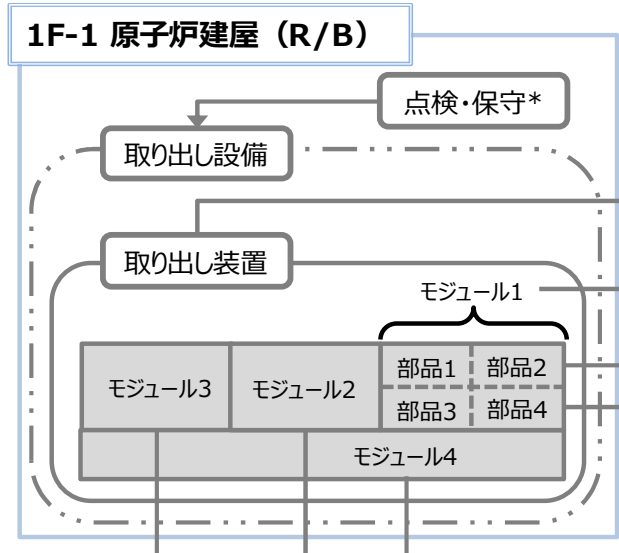 1F-1 原子炉建屋（R/B）
点検・保守*
取り出し設備
取り出し装置
モジュール1
モジュール3
モジュール2
部品1
部品2
部品3
部品4
モジュール4